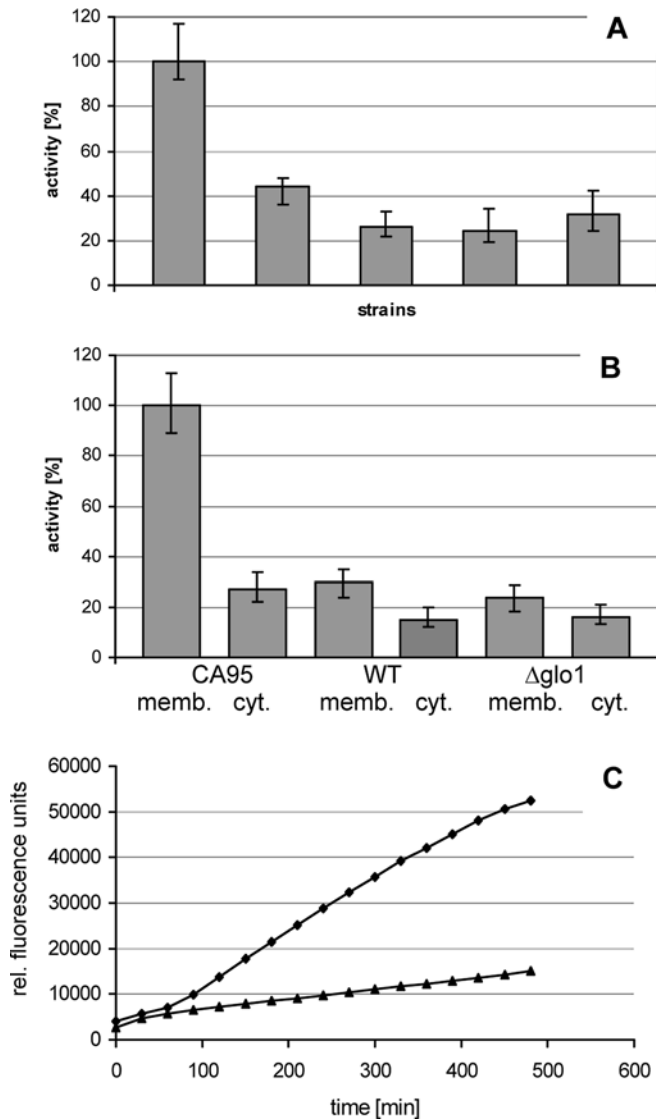 A
activity [%]
120
100
80
60
40
20
0
strains
B
activity [%]
120
100
80
60
40
20
0
CA95 WT Δglo1
memb. cyt. memb. cyt. memb. cyt.
C
rel. fluorescence units
60000
50000
40000
30000
20000
10000
0
0 100 200 300 400 500 600
time [min]